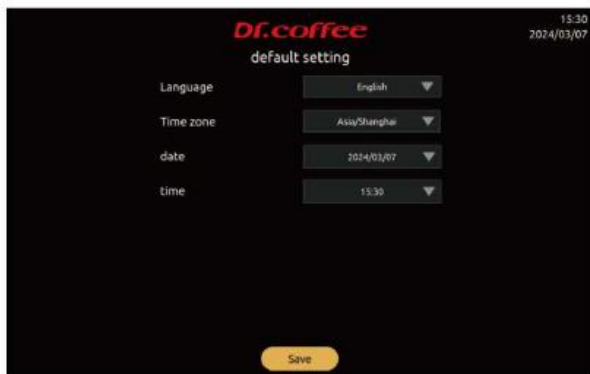 Dr.coffee
15:30
2024/03/07
default setting
Language English
Time zone Asia/Shanghai
date 2024/03/07
time 15:30
Save